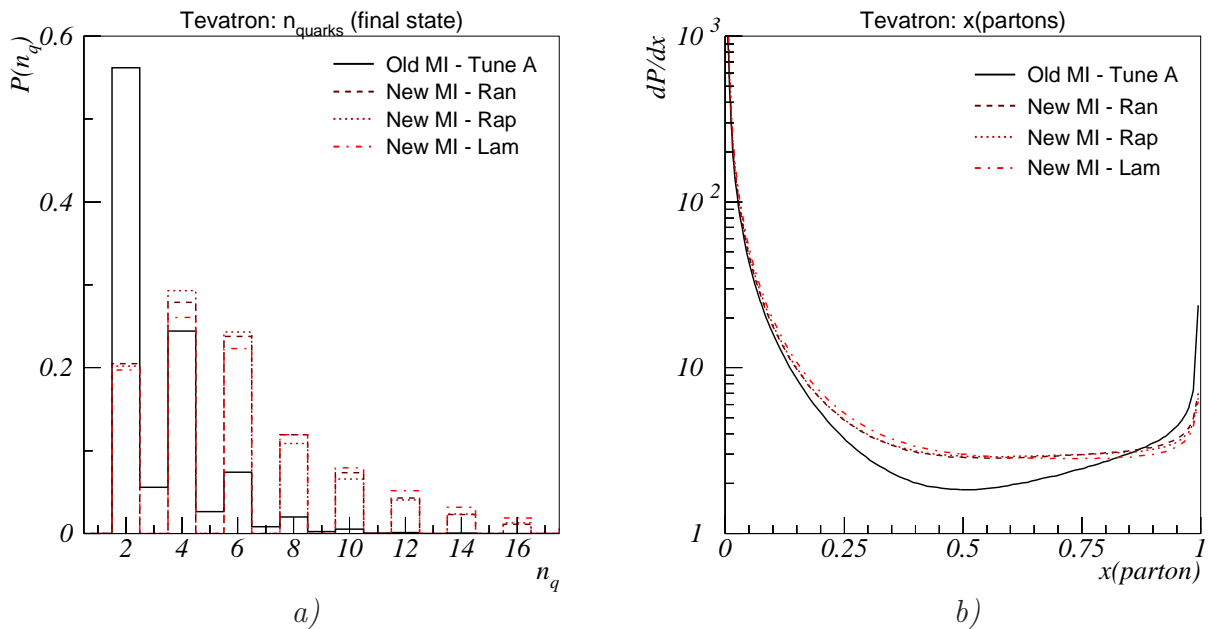 Tevatron: n_quarks (final state)
P(n_q)
0.6
0.4
0.2
0
Old MI - Tune A
New MI - Ran
New MI - Rap
New MI - Lam
2 4 6 8 10 12 14 16
n_q
a)
Tevatron: x(partons)
dP/dx
10^3
10^2
10
1
Old MI - Tune A
New MI - Ran
New MI - Rap
New MI - Lam
0 0.25 0.5 0.75 1
x(parton)
b)